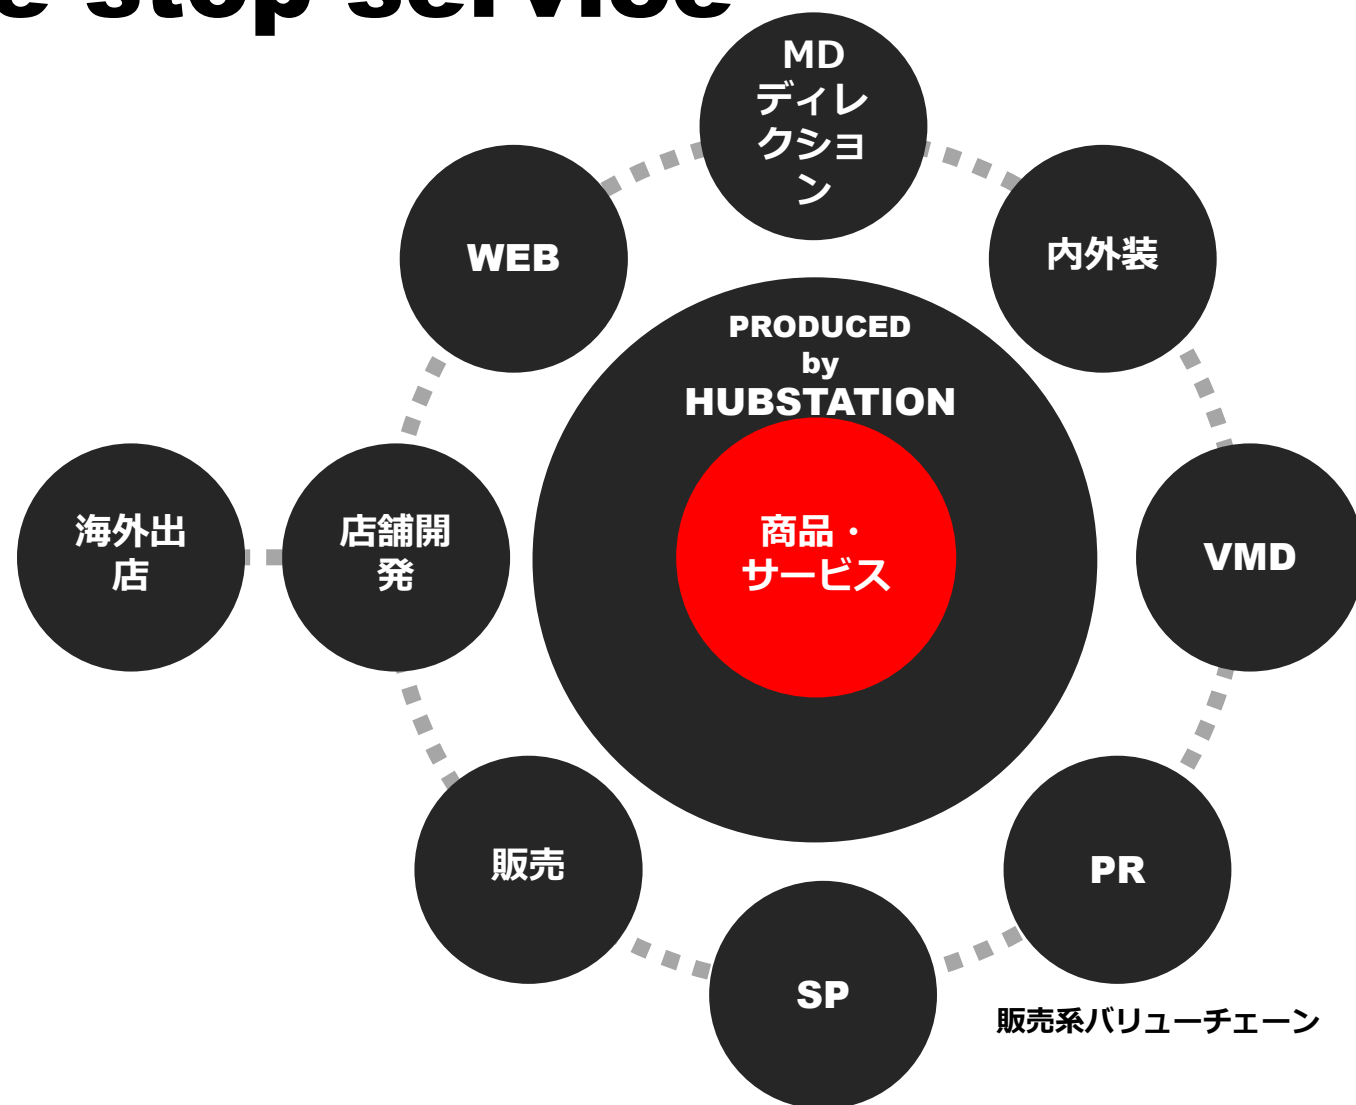 stop service
MD
ディレ
クショ
ン
WEB
内外装
PRODUCED
by
HUBSTATION
海外出
店
店舗開
発
商品・
サービス
VMD
販売
PR
SP
販売系バリューチェーン